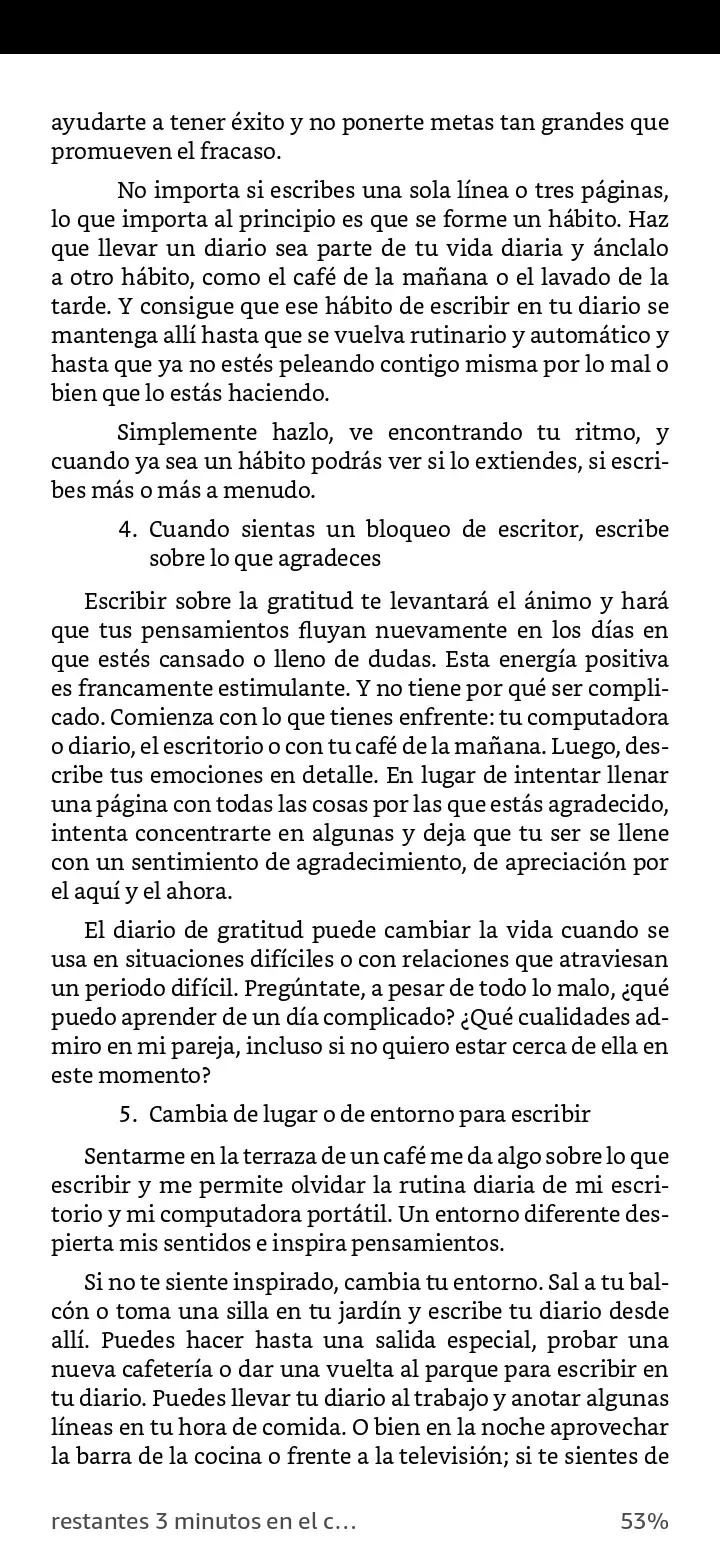 ayudarte a tener éxito y no ponerte metas tan grandes que
promueven el fracaso.
No importa si escribes una sola línea o tres páginas,
lo que importa al principio es que se forme un hábito. Haz
que llevar un diario sea parte de tu vida diaria y ánclalo
a otro hábito, como el café de la mañana o el lavado de la
tarde. Y consigue que ese hábito de escribir en tu diario se
mantenga allí hasta que se vuelva rutinario y automático y
hasta que ya no estés peleando contigo misma por lo mal o
bien que lo estás haciendo.
Simplemente hazlo, ve encontrando tu ritmo, y
cuando ya sea un hábito podrás ver si lo extiendes, si escri-
bes más o más a menudo.
4. Cuando sientas un bloqueo de escritor, escribe
sobre lo que agradeces
Escribir sobre la gratitud te levantará el ánimo y hará
que tus pensamientos fluyan nuevamente en los días en
que estés cansado o lleno de dudas. Esta energía positiva
es francamente estimulante. Y no tiene por qué ser compli-
cado. Comienza con lo que tienes enfrente: tu computadora
o diario, el escritorio o con tu café de la mañana. Luego, des-
cribe tus emociones en detalle. En lugar de intentar llenar
una página con todas las cosas por las que estás agradecido,
intenta concentrarte en algunas y deja que tu ser se llene
con un sentimiento de agradecimiento, de apreciación por
el aquí y el ahora.
El diario de gratitud puede cambiar la vida cuando se
usa en situaciones difíciles o con relaciones que atraviesan
un periodo difícil. Pregúntate, a pesar de todo lo malo, ¿qué
puedo aprender de un día complicado? ¿Qué cualidades ad-
miro en mi pareja, incluso si no quiero estar cerca de ella en
este momento?
5. Cambia de lugar o de entorno para escribir
Sentarme en la terraza de un café me da algo sobre lo que
escribir y me permite olvidar la rutina diaria de mi escri-
torio y mi computadora portátil. Un entorno diferente des-
pierta mis sentidos e inspira pensamientos.
Si no te siente inspirado, cambia tu entorno. Sal a tu bal-
cón o toma una silla en tu jardín y escribe tu diario desde
allí. Puedes hacer hasta una salida especial, probar una
nueva cafetería o dar una vuelta al parque para escribir en
tu diario. Puedes llevar tu diario al trabajo y anotar algunas
líneas en tu hora de comida. O bien en la noche aprovechar
la barra de la cocina o frente a la televisión; si te sientes de
restantes 3 minutos en el c... 53%